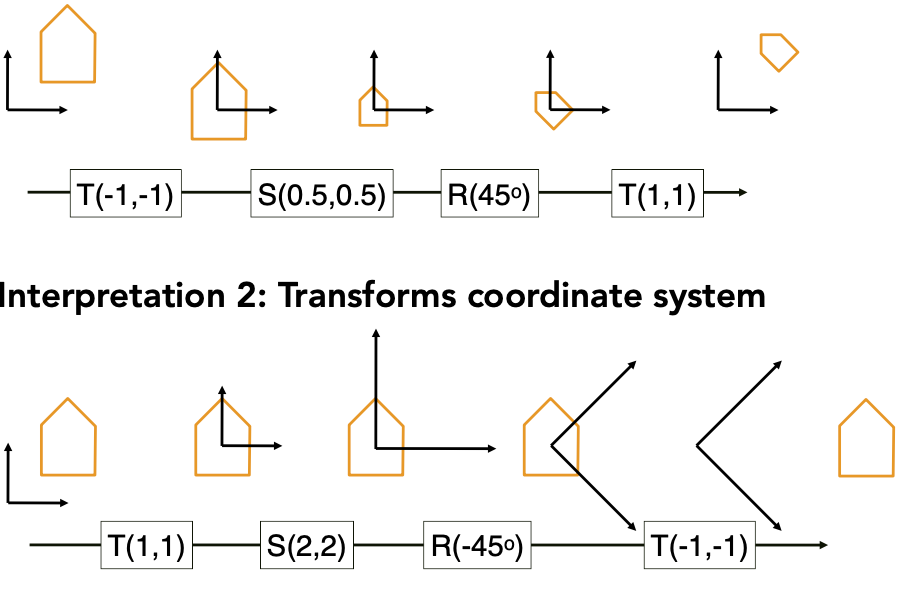 T(-1,-1) S(0.5,0.5) R(45º) T(1,1)
Interpretation 2: Transforms coordinate system
T(1,1) S(2,2) R(-45º) T(-1,-1)